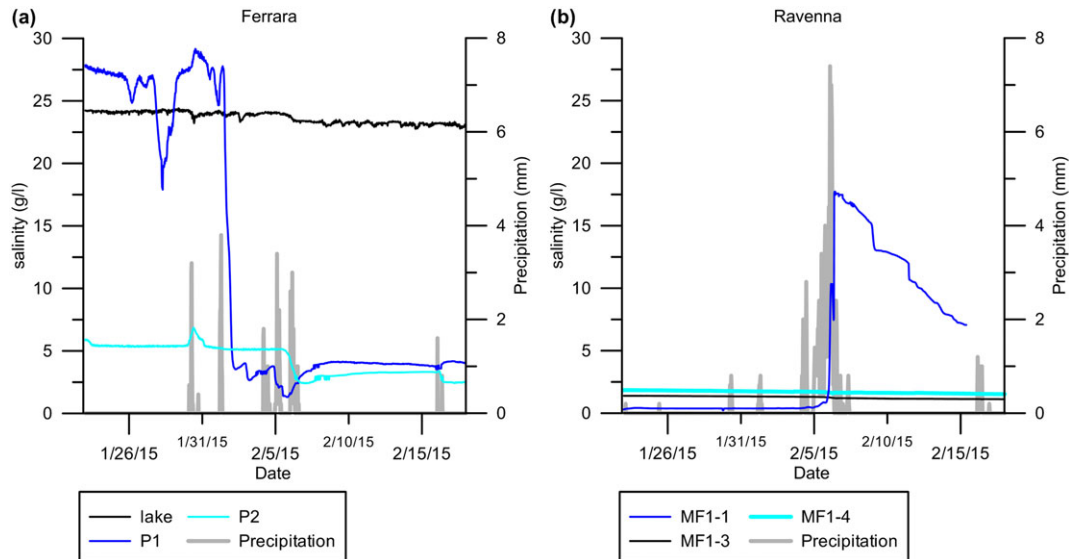 (a)
Ferrara
30
25
20
15
10
5
0
salinity (g/l)
8
6
4
2
0
Precipitation (mm)
1/26/15
1/31/15
2/5/15
2/10/15
2/15/15
Date
lake
P2
P1
Precipitation
(b)
Ravenna
30
25
20
15
10
5
0
salinity (g/l)
8
6
4
2
0
Precipitation (mm)
1/26/15
1/31/15
2/5/15
2/10/15
2/15/15
Date
MF1-1
MF1-4
MF1-3
Precipitation